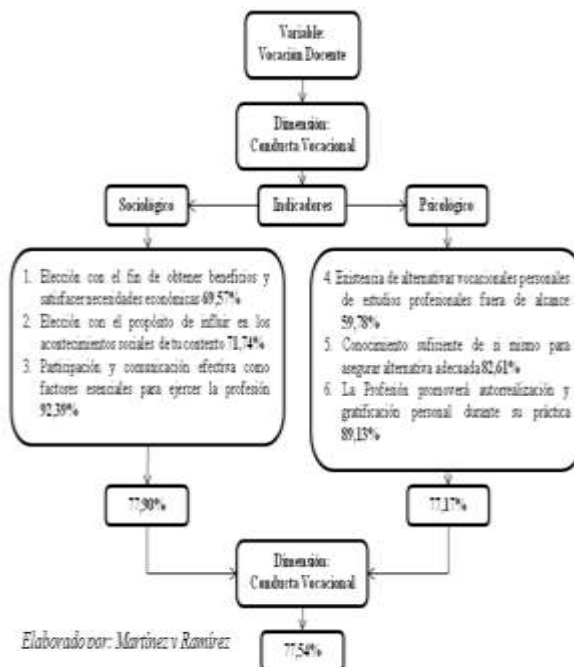 Variable:
Vocación Docente
Dimensión:
Conducta Vocacional
Sociológico
Indicadores
Psicológico
1. Elección con el fin de obtener beneficios y
satisfacer necesidades económicas 69,57%
2. Elección con el propósito de influir en los
acontecimientos sociales de tu contexto 71,74%
3. Participación y comunicación efectiva como
factores esenciales para ejercer la profesión
92,39%
4. Existencia de alternativas vocacionales personales
de estudios profesionales fuera de alcance
59,78%
5. Conocimiento suficiente de si mismo para
asegurar alternativa adecuada 82,61%
6. La Profesión promoverá autorrealización y
gratificación personal durante su práctica
89,13%
77,90%
77,17%
Dimensión:
Conducta Vocacional
77,54%
Elaborado por: Martínez y Ramírez